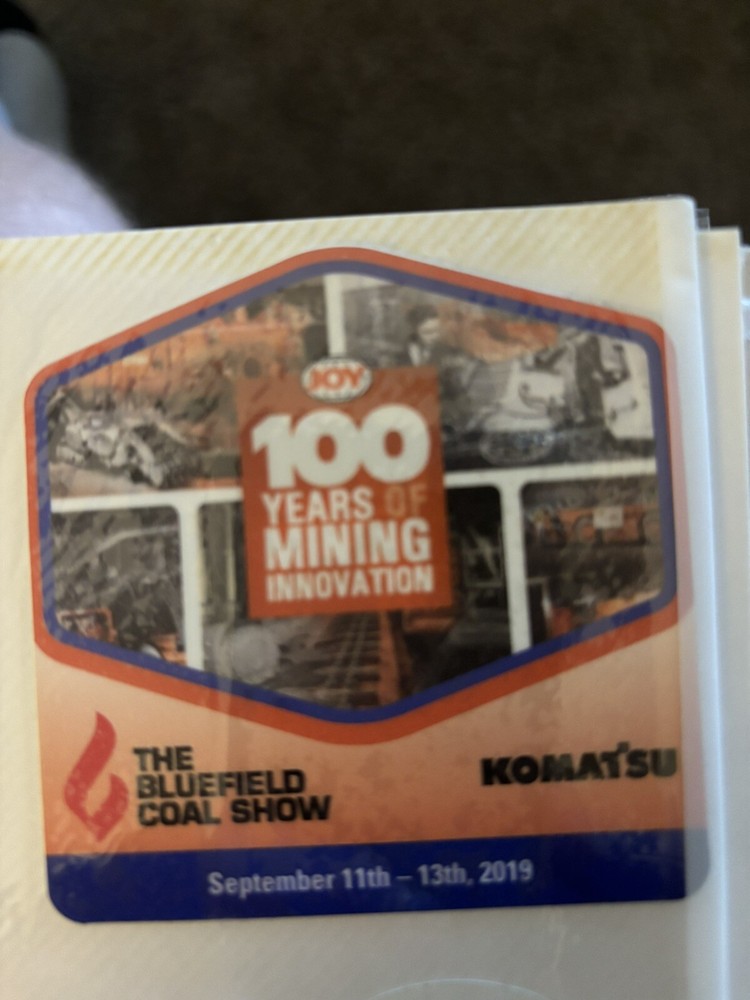 JOY
100
YEARS OF
MINING
INNOVATION
THE
BLUEFIELD
COAL SHOW
KOMATSU
September 11th – 13th, 2019